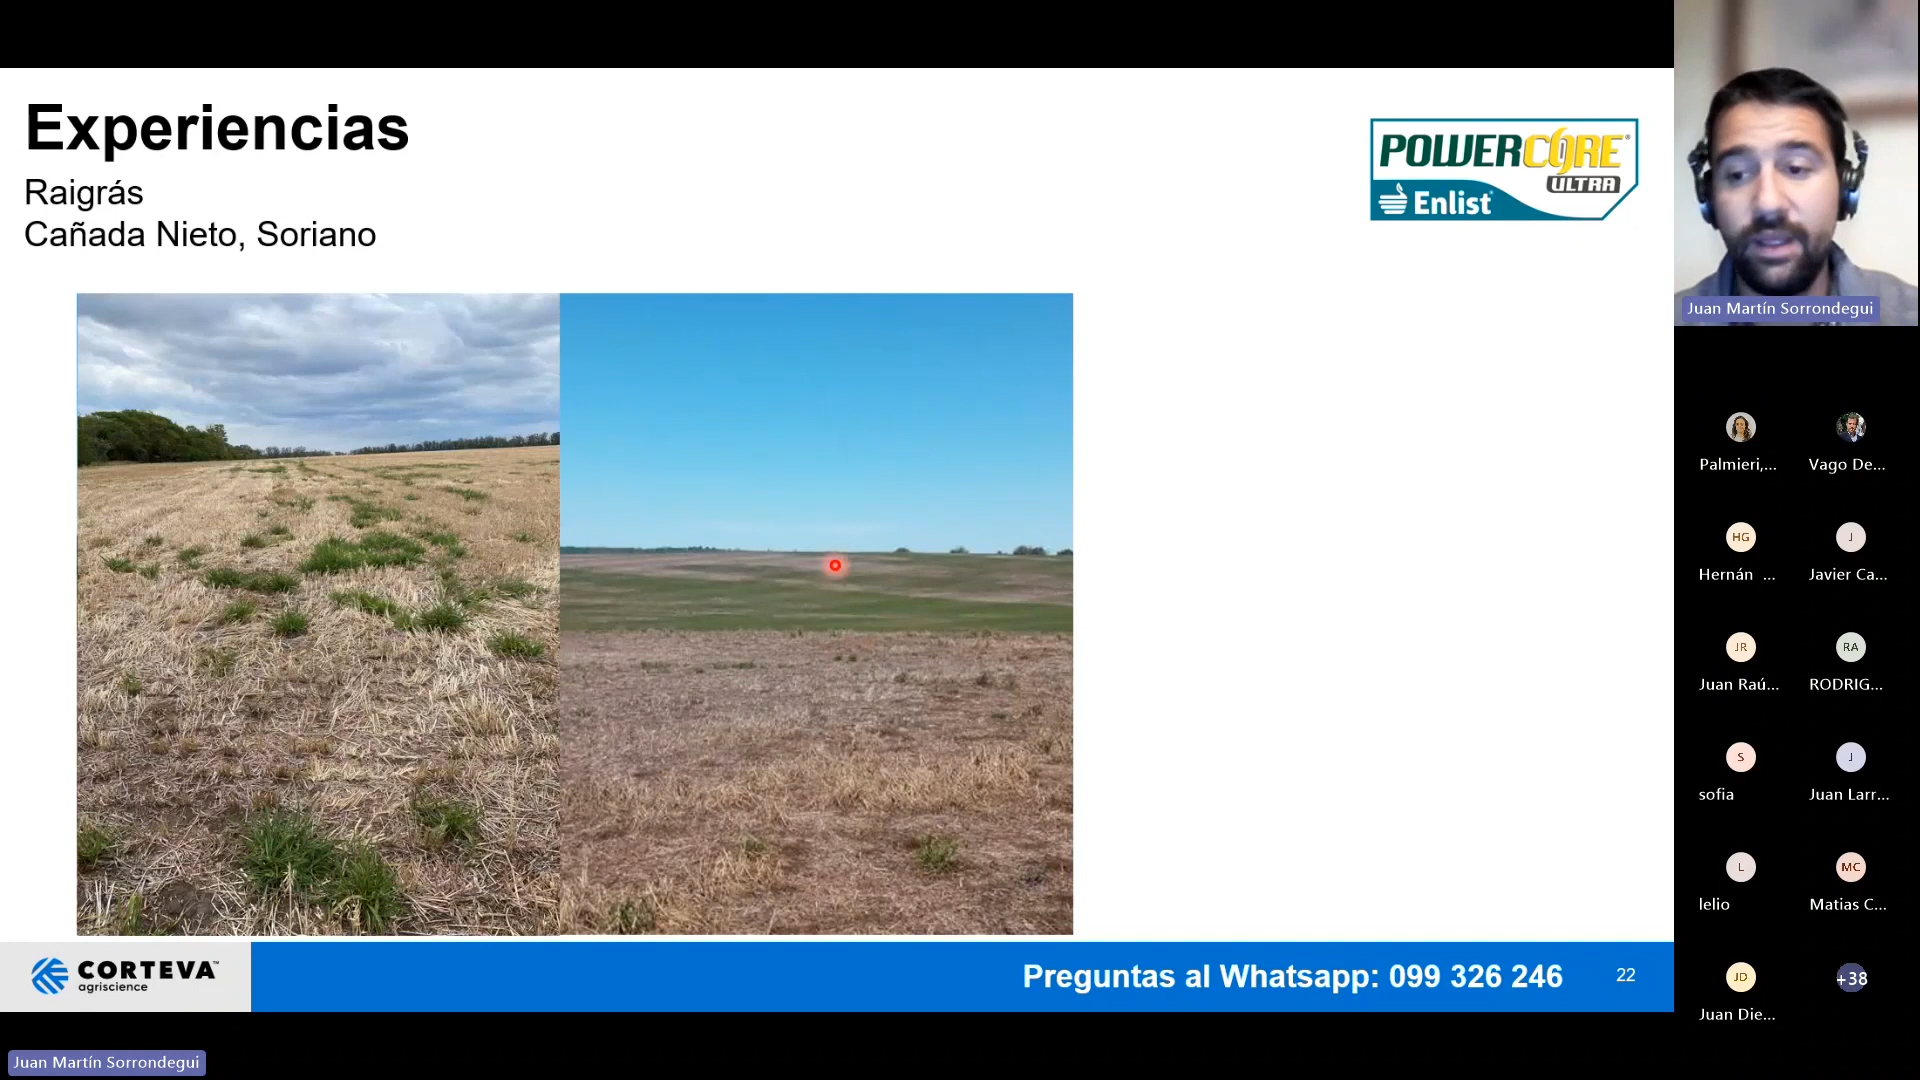 Experiencias
Raigrás
Cañada Nieto, Soriano
POWERCORE®
ULTRA
Enlist®
CORTEVA™
agriscience
Preguntas al Whatsapp: 099 326 246
22
Juan Martín Sorrondegui
Palmieri,...
Vago De...
HG
J
Hernán ...
Javier Ca...
JR
RA
Juan Raú...
RODRIG...
S
J
sofia
Juan Larr...
L
MC
lelio
Matias C...
JD
+38
Juan Die...
Juan Martín Sorrondegui